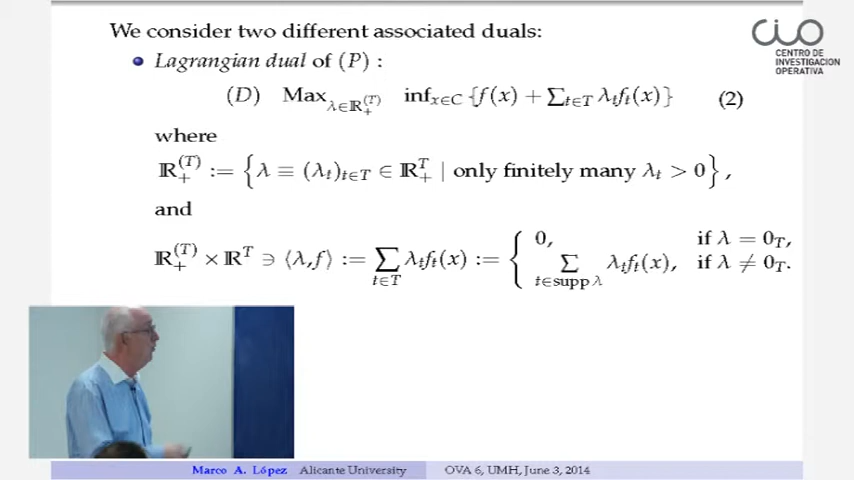 We consider two different associated duals:
CIO
CENTRO DE
INVESTIGACION
OPERATIVA
Lagrangian dual of (P) :
(D) Max_{λ∈ℝ_+^{(T)}} inf_{x∈C} {f(x) + ∑_{t∈T} λ_t f_t(x)} (2)
where
ℝ_+^{(T)} := {λ ≡ (λ_t)_{t∈T} ∈ ℝ_+^T | only finitely many λ_t > 0},
and
ℝ_+^{(T)} × ℝ^T ∋ ⟨λ, f⟩ := ∑_{t∈T} λ_t f_t(x) := { 0, if λ = 0_T,
∑_{t∈supp λ} λ_t f_t(x), if λ ≠ 0_T.
Marco A. López Alicante University OVA 6, UMH, June 3, 2014